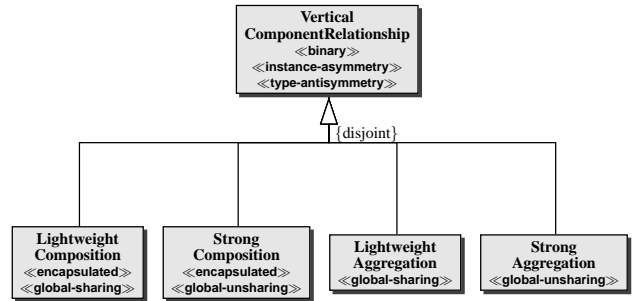 Vertical
ComponentRelationship
≪binary≫
≪instance-asymmetry≫
≪type-antisymmetry≫
{disjoint}
Lightweight
Composition
≪encapsulated≫
≪global-sharing≫
Strong
Composition
≪encapsulated≫
≪global-unsharing≫
Lightweight
Aggregation
≪global-sharing≫
Strong
Aggregation
≪global-unsharing≫